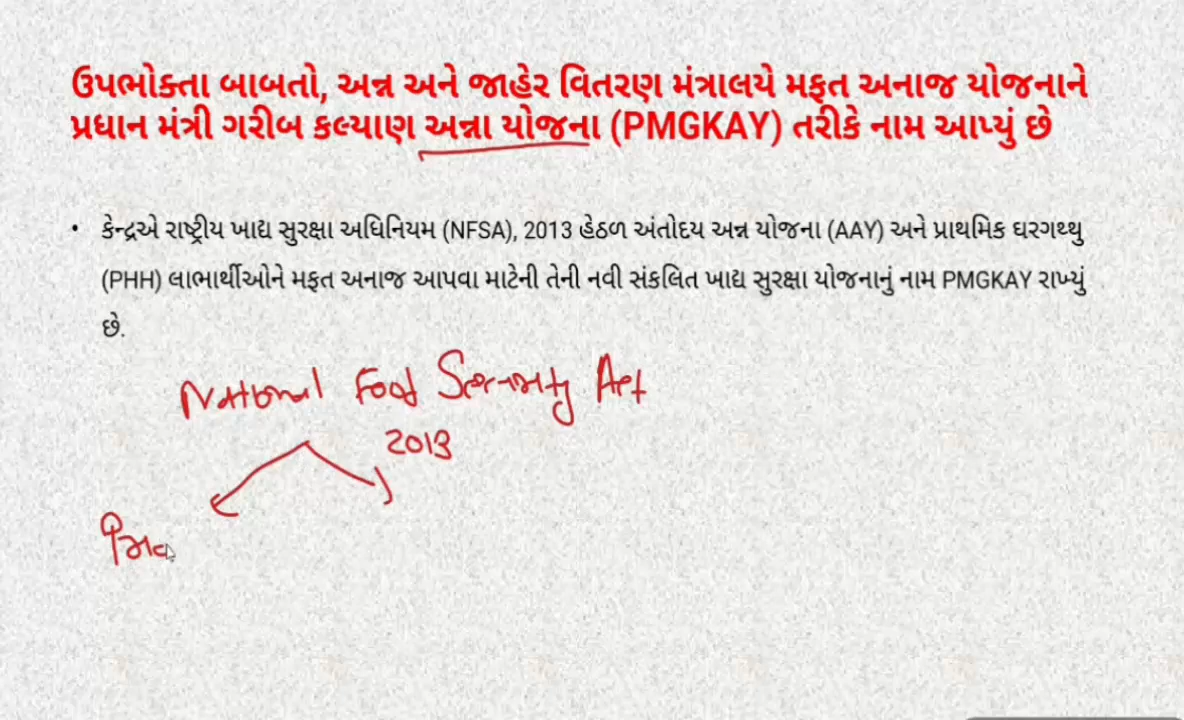 ઉપભોક્તા બાબતો, અન્ન અને જાહેર વિતરણ મંત્રાલયે મફત અનાજ યોજનાને
પ્રધાન મંત્રી ગરીબ કલ્યાણ અન્ના યોજના (PMGKAY) તરીકે નામ આપ્યું છે
• કેન્દ્રએ રાષ્ટ્રીય ખાદ્ય સુરક્ષા અધિનિયમ (NFSA), 2013 હેઠળ અંતોદય અન્ન યોજના (AAY) અને પ્રાથમિક ઘરગથ્થુ
(PHH) લાભાર્થીઓને મફત અનાજ આપવા માટેની તેની નવી સંકલિત ખાદ્ય સુરક્ષા યોજનાનું નામ PMGKAY રાખ્યું
છે.
National Food Security Act
2013